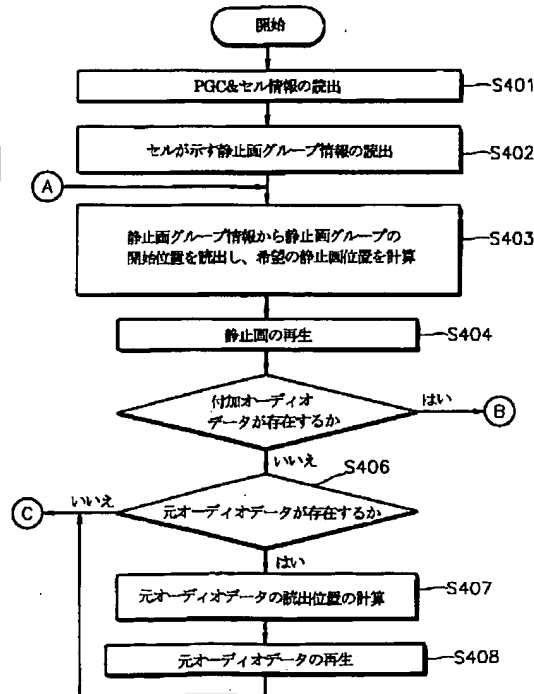 開始
PGC&セル情報の読出
S401
セルが示す静止画グループ情報の読出
S402
A
静止画グループ情報から静止画グループの
開始位置を読出し、希望の静止画位置を計算
S403
静止画の再生
S404
付加オーディオ
データが存在するか
はい
B
いいえ
S406
元オーディオデータが存在するか
いいえ
C
はい
元オーディオデータの読出位置の計算
S407
元オーディオデータの再生
S408